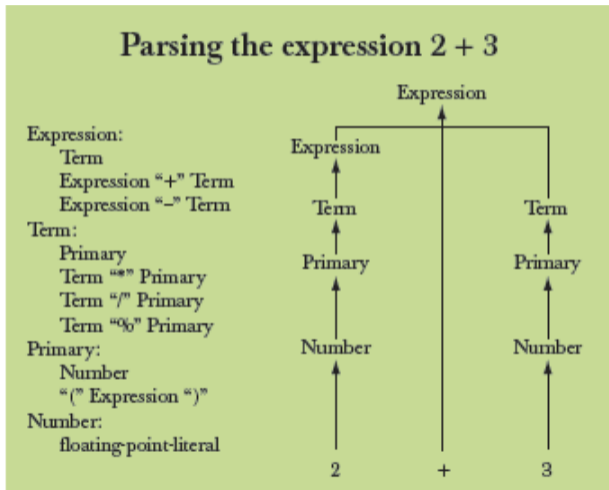 Parsing the expression 2 + 3
Expression:
Term
Expression “+” Term
Expression “–” Term
Term:
Primary
Term “*” Primary
Term “/” Primary
Term “%” Primary
Primary:
Number
“(” Expression “)”
Number:
floating-point-literal
Expression
Expression
Term Term
Primary Primary
Number Number
2 + 3